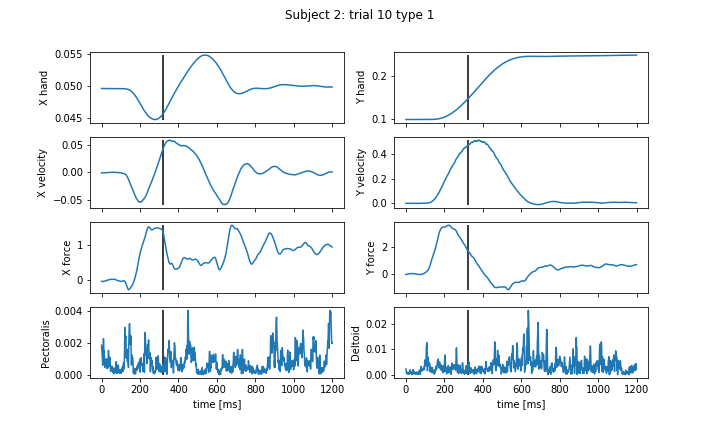 Subject 2: trial 10 type 1
X hand
0.055
0.050
0.045
Y hand
0.2
0.1
X velocity
0.05
0.00
−0.05
Y velocity
0.4
0.2
0.0
X force
1
0
Y force
2
0
Pectoralis
0.004
0.002
0.000
0 200 400 600 800 1000 1200
time [ms]
Deltoid
0.02
0.01
0.00
0 200 400 600 800 1000 1200
time [ms]